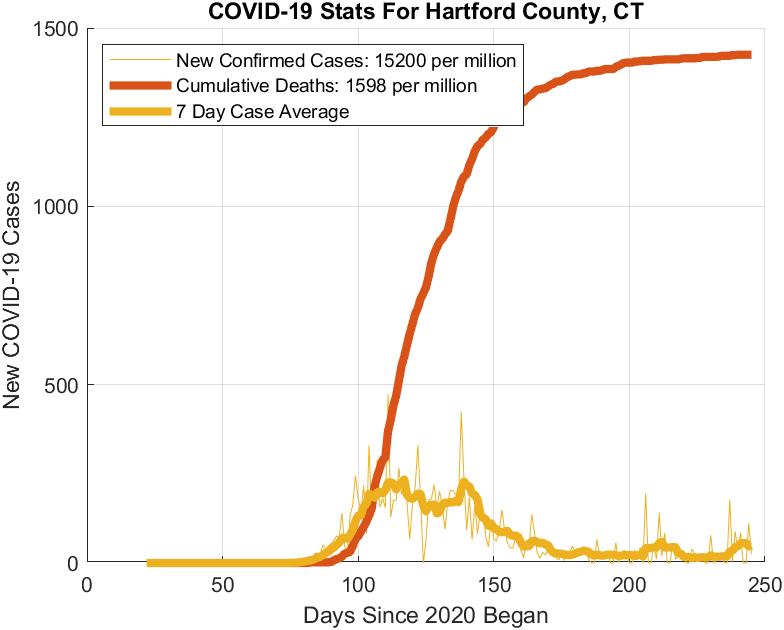 COVID-19 Stats For Hartford County, CT
1500
New Confirmed Cases: 15200 per million
Cumulative Deaths: 1598 per million
7 Day Case Average
1000
New COVID-19 Cases
500
0
0 50 100 150 200 250
Days Since 2020 Began